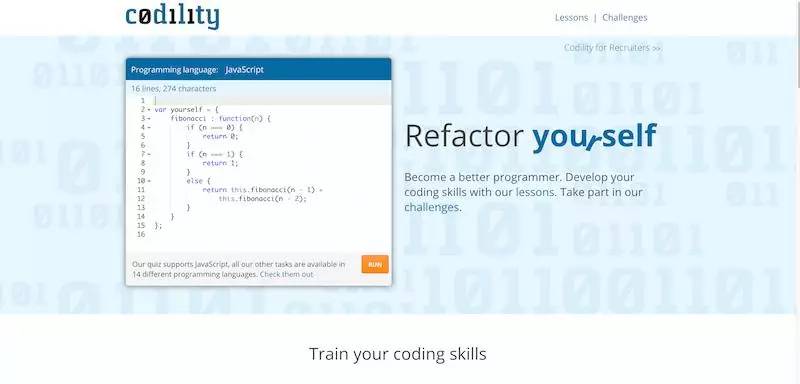 codility
Lessons | Challenges
Codility for Recruiters >>
Programming language: JavaScript
16 lines, 274 characters
1
2 var yourself = {
3 fibonacci : function(n) {
4 if (n === 0) {
5 return 0;
6 }
7 if (n === 1) {
8 return 1;
9 }
10 else {
11 return this.fibonacci(n - 1) +
12 this.fibonacci(n - 2);
13 }
14 }
15 };
16
Our quiz supports JavaScript, all our other tasks are available in
14 different programming languages. Check them out
RUN
Refactor yourself
Become a better programmer. Develop your
coding skills with our lessons. Take part in our
challenges.
Train your coding skills